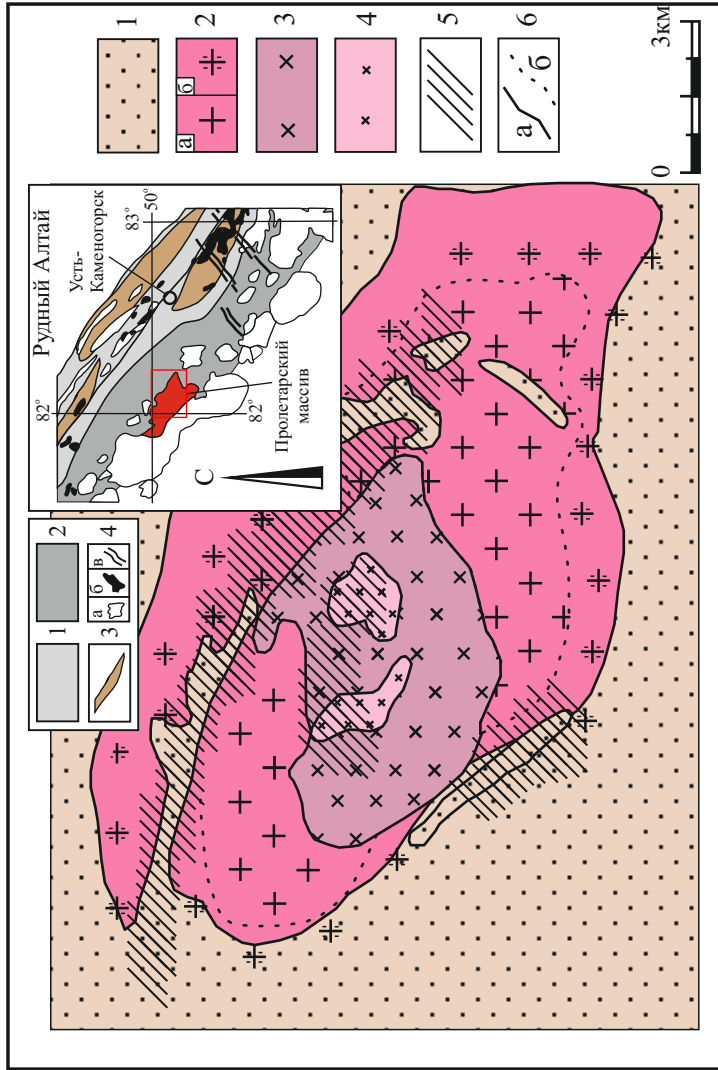 1
2
3
4
5
6
а
б
а
б
0
3км
Рудный Алтай
Усть-
Каменогорск
82°
83°
50°
82°
Пролетарский
массив
С
1
2
3
4
а
б
в